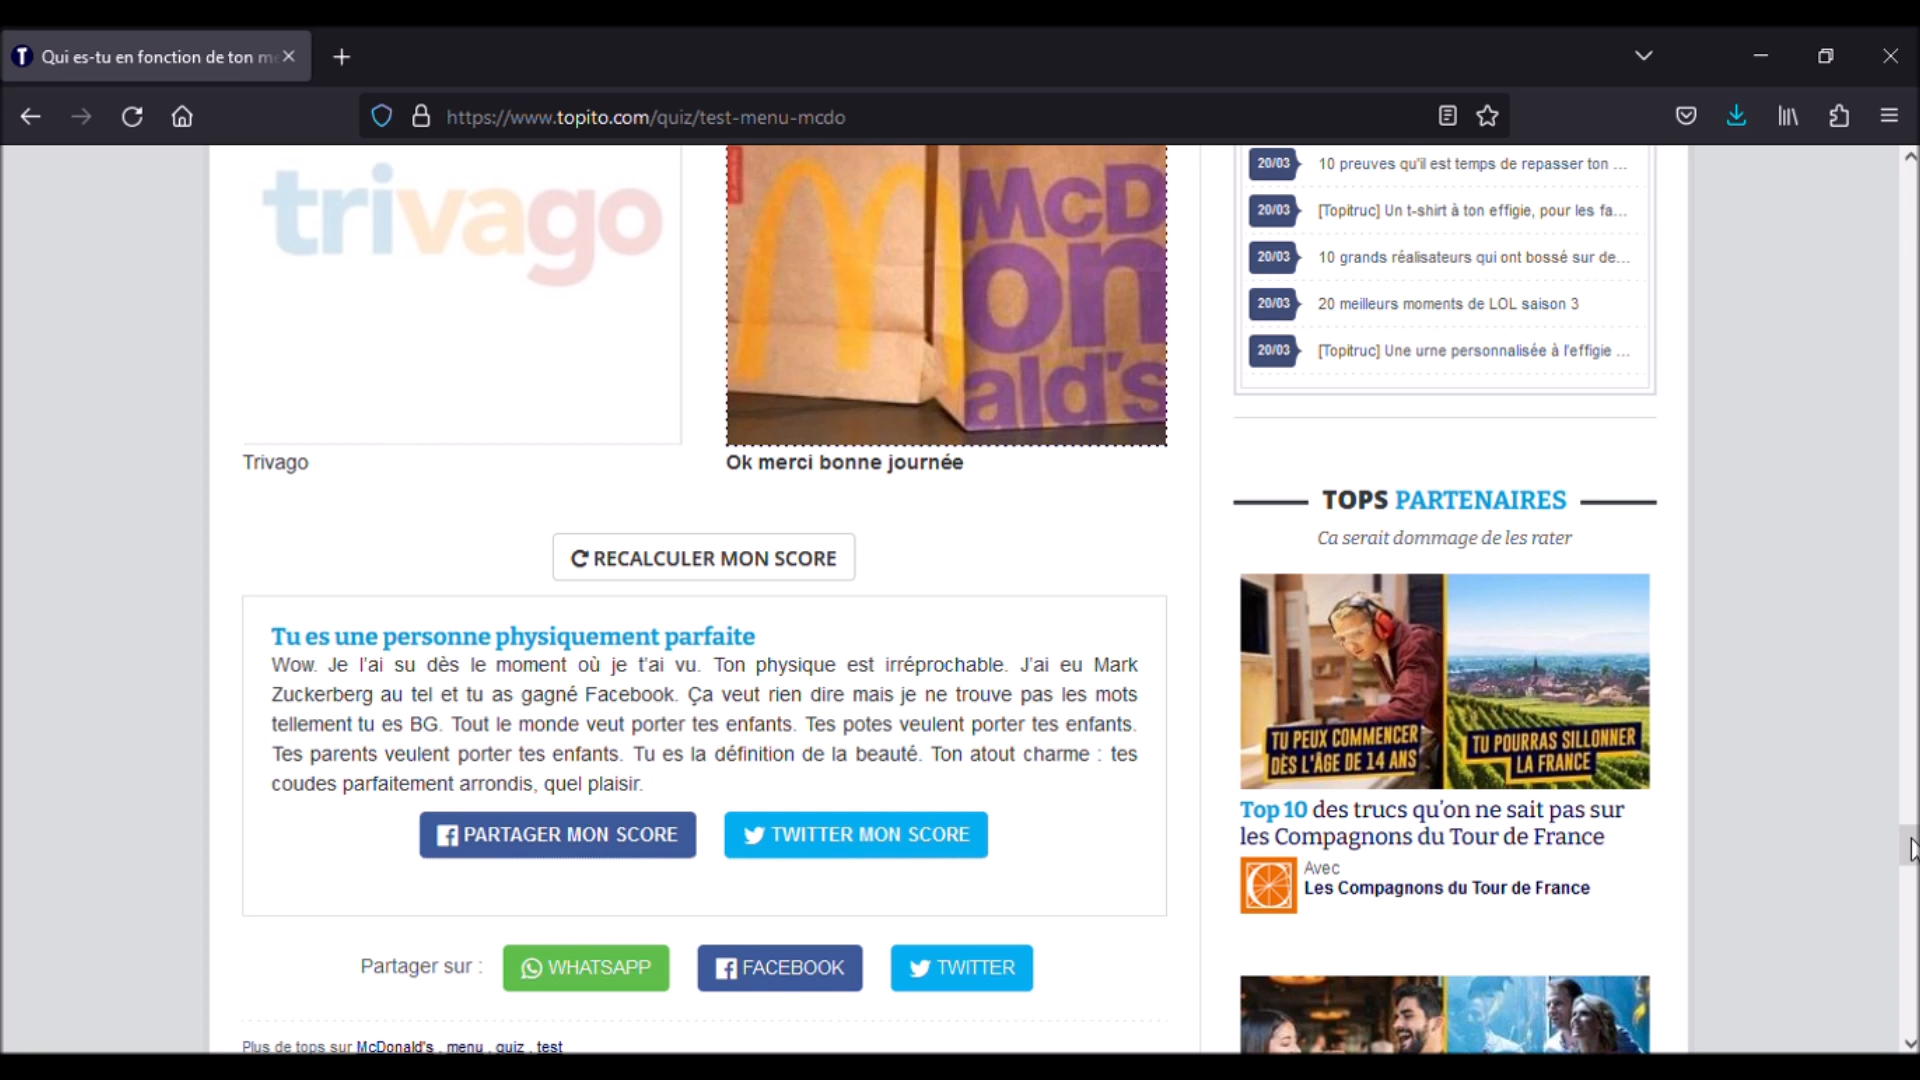 Qui es-tu en fonction de ton me
https://www.topito.com/quiz/test-menu-mcdo
trivago
McD
on
ald's
Trivago
Ok merci bonne journée
RECALCULER MON SCORE
Tu es une personne physiquement parfaite
Wow. Je l'ai su dès le moment où je t'ai vu. Ton physique est irréprochable. J'ai eu Mark
Zuckerberg au tel et tu as gagné Facebook. Ça veut rien dire mais je ne trouve pas les mots
tellement tu es BG. Tout le monde veut porter tes enfants. Tes potes veulent porter tes enfants.
Tes parents veulent porter tes enfants. Tu es la définition de la beauté. Ton atout charme : tes
coudes parfaitement arrondis, quel plaisir.
PARTAGER MON SCORE
TWITTER MON SCORE
Partager sur :
WHATSAPP
FACEBOOK
TWITTER
Plus de tops sur McDonald's , menu , quiz , test
20/03 10 preuves qu'il est temps de repasser ton ...
20/03 [Topitruc] Un t-shirt à ton effigie, pour les fa...
20/03 10 grands réalisateurs qui ont bossé sur de...
20/03 20 meilleurs moments de LOL saison 3
20/03 [Topitruc] Une urne personnalisée à l'effigie ...
TOPS PARTENAIRES
Ca serait dommage de les rater
TU PEUX COMMENCER
DÈS L'ÂGE DE 14 ANS
TU POURRAS SILLONNER
LA FRANCE
Top 10 des trucs qu'on ne sait pas sur
les Compagnons du Tour de France
Avec
Les Compagnons du Tour de France